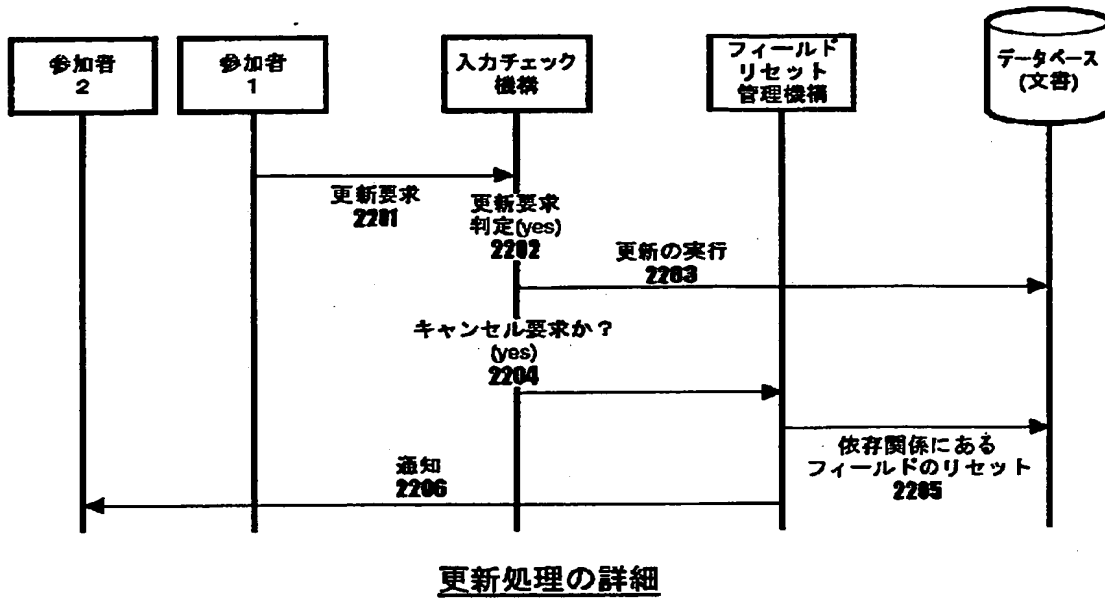 参加者
2
参加者
1
入力チェック
機構
フィールド
リセット
管理機構
データベース
(文書)
更新要求
2201
更新要求
判定(yes)
2202
更新の実行
2203
キャンセル要求か?
(yes)
2204
依存関係にある
フィールドのリセット
2205
通知
2206
更新処理の詳細